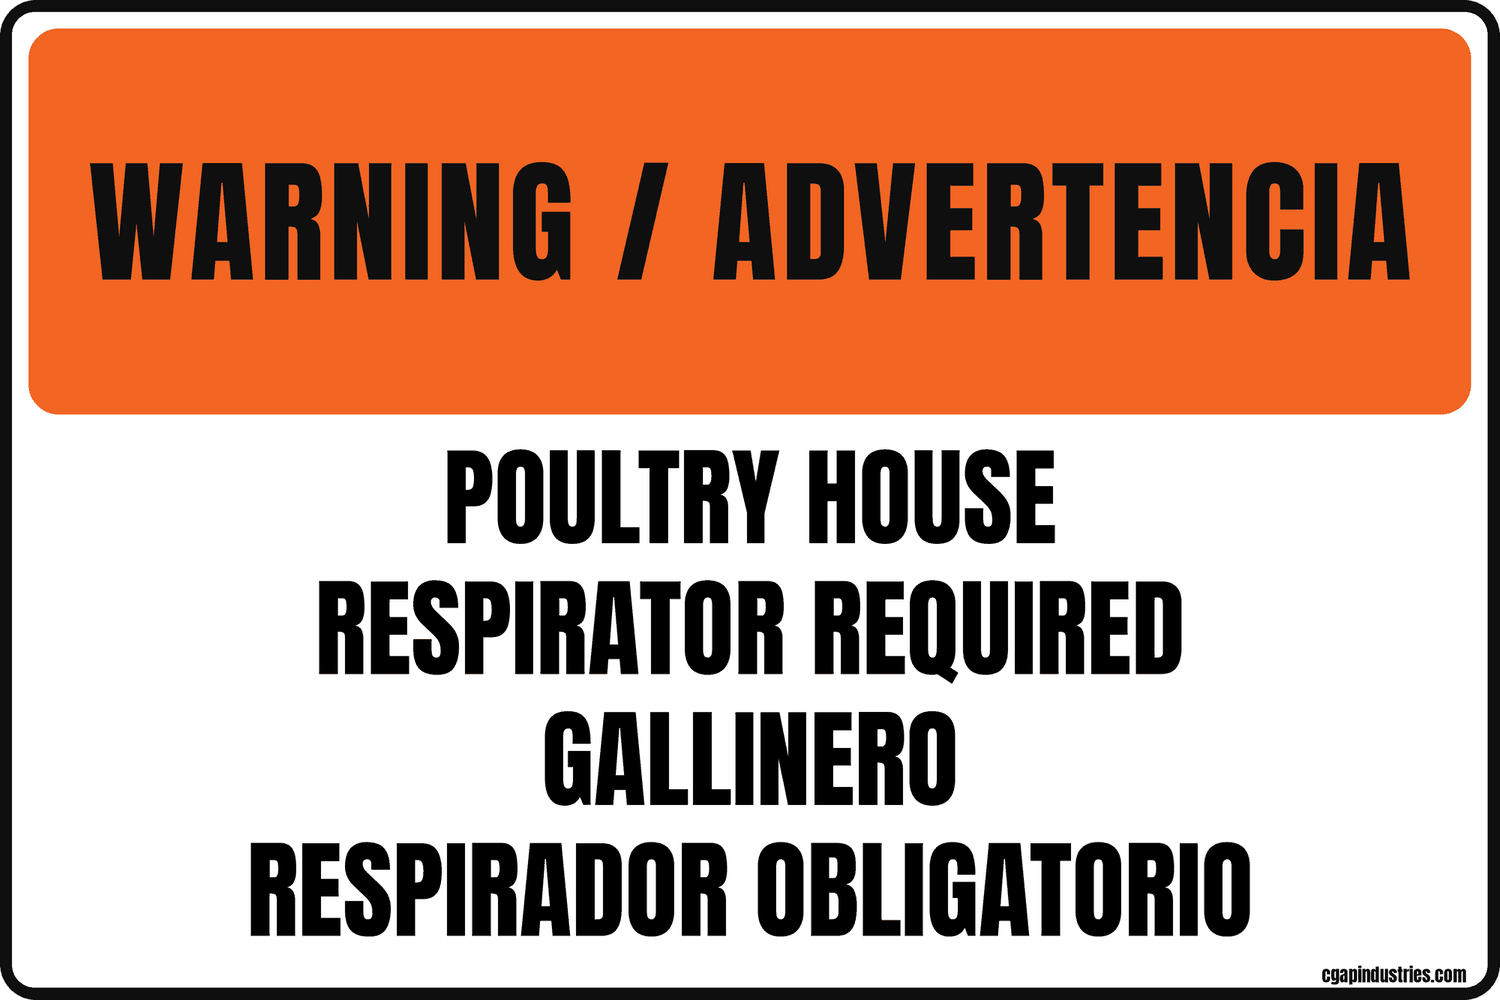 WARNING / ADVERTENCIA
POULTRY HOUSE
RESPIRATOR REQUIRED
GALLINERO
RESPIRADOR OBLIGATORIO
cgapindustries.com